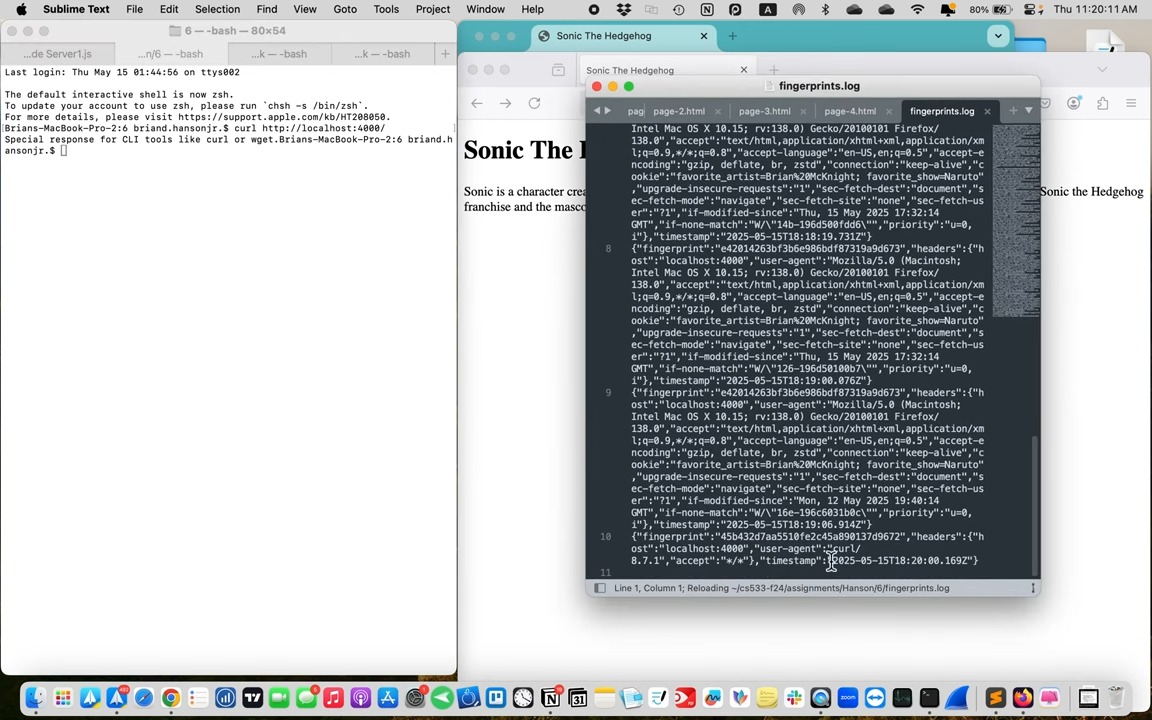 Sublime Text File Edit Selection Find View Goto Tools Project Window Help
80% Thu 11:20:11 AM
6 — -bash — 80×54
...de Server1.js ...n/6 — -bash ...k — -bash ...k — -bash
Last login: Thu May 15 01:44:56 on ttys002
The default interactive shell is now zsh.
To update your account to use zsh, please run `chsh -s /bin/zsh`.
For more details, please visit https://support.apple.com/kb/HT208050.
[Brians-MacBook-Pro-2:6 briand.hansonjr.$ curl http://localhost:4000/ ]
Special response for CLI tools like curl or wget.Brians-MacBook-Pro-2:6 briand.h
ansonjr.$
Sonic The Hedgehog
Sonic The Hedgehog
Sonic The
Sonic is a character crea
Sonic the Hedgehog
franchise and the masco
fingerprints.log
pag page-2.html page-3.html page-4.html fingerprints.log
Intel Mac OS X 10.15; rv:138.0) Gecko/20100101 Firefox/
138.0","accept":"text/html,application/xhtml+xml,application/xm
l;q=0.9,*/*;q=0.8","accept-language":"en-US,en;q=0.5","accept-e
ncoding":"gzip, deflate, br, zstd","connection":"keep-alive","c
ookie":"favorite_artist=Brian%20McKnight; favorite_show=Naruto"
,"upgrade-insecure-requests":"1","sec-fetch-dest":"document","s
ec-fetch-mode":"navigate","sec-fetch-site":"none","sec-fetch-us
er":"?1","if-modified-since":"Thu, 15 May 2025 17:32:14
GMT","if-none-match":"W/\"14b-196d500fdd6\"","priority":"u=0,
i"},"timestamp":"2025-05-15T18:18:19.731Z"}
8 {"fingerprint":"e42014263bf3b6e986bdf87319a9d673","headers":{"h
ost":"localhost:4000","user-agent":"Mozilla/5.0 (Macintosh;
Intel Mac OS X 10.15; rv:138.0) Gecko/20100101 Firefox/
138.0","accept":"text/html,application/xhtml+xml,application/xm
l;q=0.9,*/*;q=0.8","accept-language":"en-US,en;q=0.5","accept-e
ncoding":"gzip, deflate, br, zstd","connection":"keep-alive","c
ookie":"favorite_artist=Brian%20McKnight; favorite_show=Naruto"
,"upgrade-insecure-requests":"1","sec-fetch-dest":"document","s
ec-fetch-mode":"navigate","sec-fetch-site":"none","sec-fetch-us
er":"?1","if-modified-since":"Thu, 15 May 2025 17:32:14
GMT","if-none-match":"W/\"126-196d50100b7\"","priority":"u=0,
i"},"timestamp":"2025-05-15T18:19:00.076Z"}
9 {"fingerprint":"e42014263bf3b6e986bdf87319a9d673","headers":{"h
ost":"localhost:4000","user-agent":"Mozilla/5.0 (Macintosh;
Intel Mac OS X 10.15; rv:138.0) Gecko/20100101 Firefox/
138.0","accept":"text/html,application/xhtml+xml,application/xm
l;q=0.9,*/*;q=0.8","accept-language":"en-US,en;q=0.5","accept-e
ncoding":"gzip, deflate, br, zstd","connection":"keep-alive","c
ookie":"favorite_artist=Brian%20McKnight; favorite_show=Naruto"
,"upgrade-insecure-requests":"1","sec-fetch-dest":"document","s
ec-fetch-mode":"navigate","sec-fetch-site":"none","sec-fetch-us
er":"?1","if-modified-since":"Mon, 12 May 2025 19:40:14
GMT","if-none-match":"W/\"16e-196c6031b0c\"","priority":"u=0,
i"},"timestamp":"2025-05-15T18:19:06.914Z"}
10 {"fingerprint":"45b432d7aa5510fe2c45a890137d9672","headers":{"h
ost":"localhost:4000","user-agent":"curl/
8.7.1","accept":"*/*"},"timestamp":"2025-05-15T18:20:00.169Z"}
11
Line 1, Column 1; Reloading ~/cs533-f24/assignments/Hanson/6/fingerprints.log